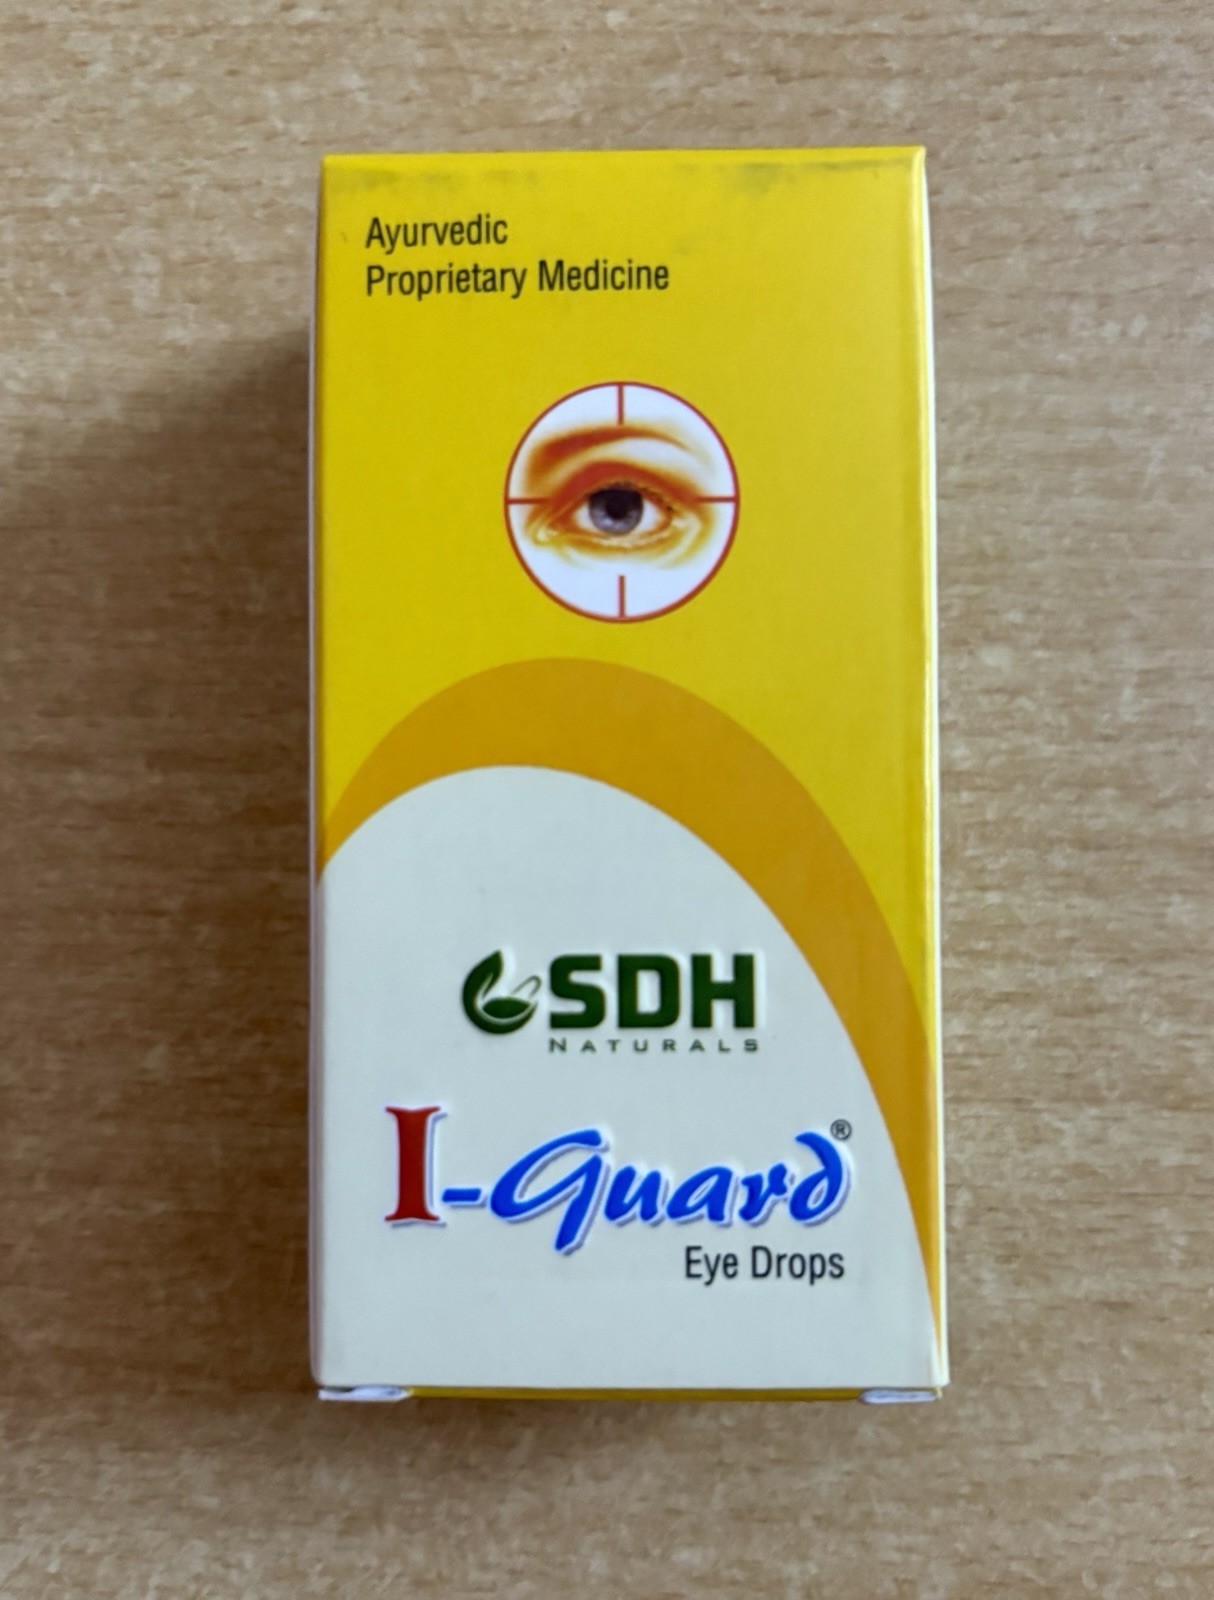 Ayurvedic
Proprietary Medicine
SDH
NATURALS
I-Guard®
Eye Drops